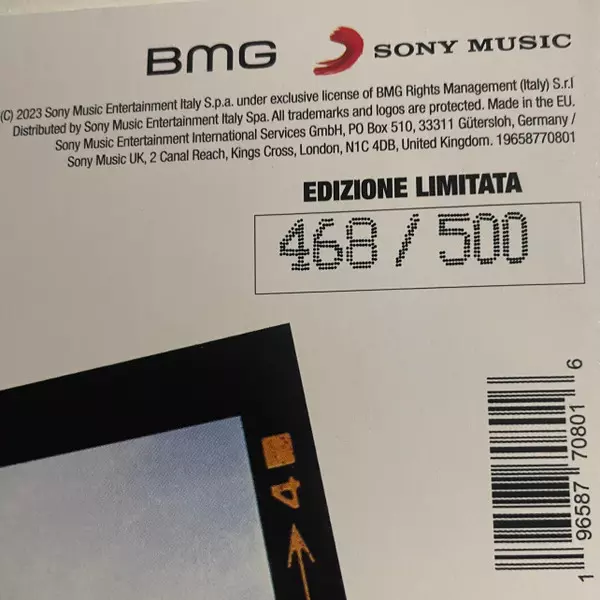 BMG SONY MUSIC
(C) 2023 Sony Music Entertainment Italy S.p.a. under exclusive license of BMG Rights Management (Italy) S.r.l
Distributed by Sony Music Entertainment Italy Spa. All trademarks and logos are protected. Made in the EU.
Sony Music Entertainment International Services GmbH, PO Box 510, 33311 Gütersloh, Germany /
Sony Music UK, 2 Canal Reach, Kings Cross, London, N1C 4DB, United Kingdom. 19658770801
EDIZIONE LIMITATA
468 / 500
1 96587 70801 6
4